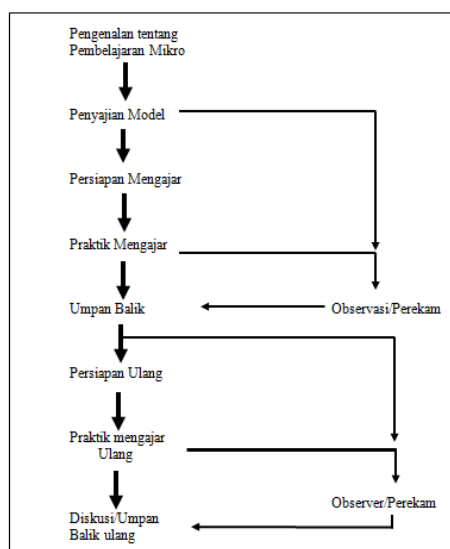 Pengenalan tentang
Pembelajaran Mikro
Penyajian Model
Persiapan Mengajar
Praktik Mengajar
Umpan Balik
Observasi/Perekam
Persiapan Ulang
Praktik mengajar
Ulang
Observer/Perekam
Diskusi/Umpan
Balik ulang